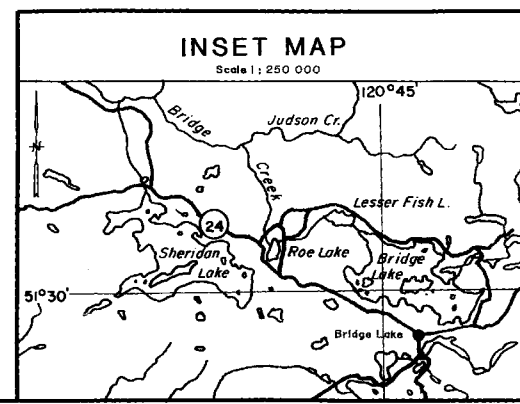 INSET MAP
Scale 1 : 250 000
120°45'
Bridge Creek
Judson Cr.
Lesser Fish L.
24
Sheridan Lake
Roe Lake
Bridge Lake
51°30'
Bridge Lake